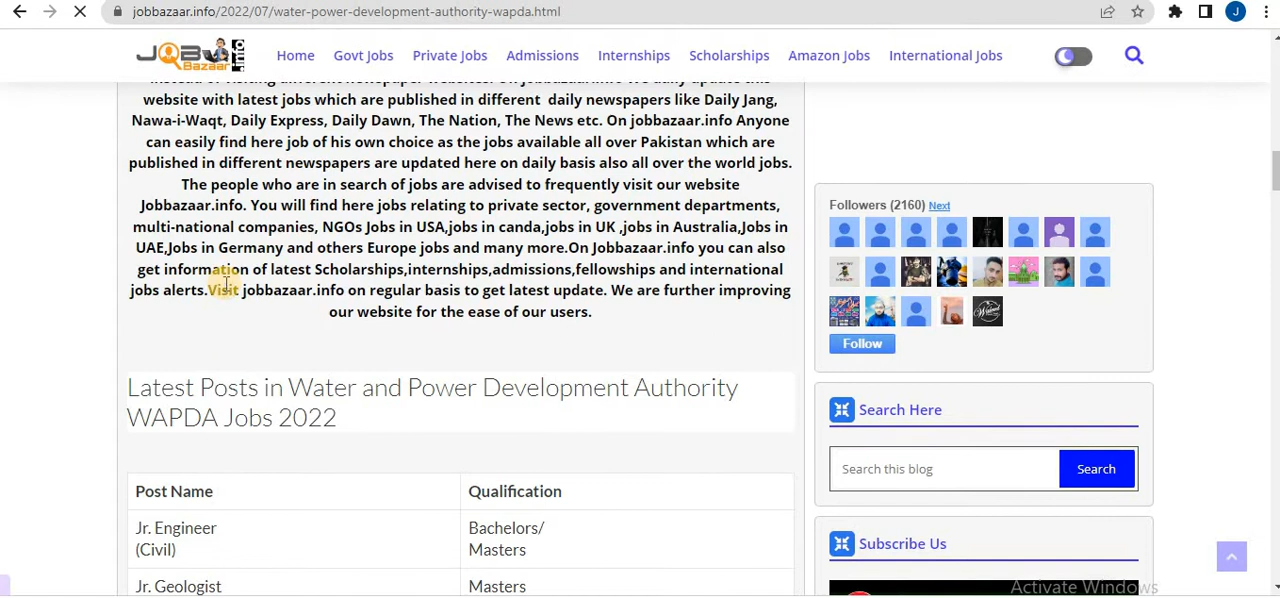 jobbazaar.info/2022/07/water-power-development-authority-wapda.html
J
JOB Bazaar .info
Home Govt Jobs Private Jobs Admissions Internships Scholarships Amazon Jobs International Jobs
website with latest jobs which are published in different daily newspapers like Daily Jang,
Nawa-i-Waqt, Daily Express, Daily Dawn, The Nation, The News etc. On jobbazaar.info Anyone
can easily find here job of his own choice as the jobs available all over Pakistan which are
published in different newspapers are updated here on daily basis also all over the world jobs.
The people who are in search of jobs are advised to frequently visit our website
Jobbazaar.info. You will find here jobs relating to private sector, government departments,
multi-national companies, NGOs Jobs in USA,jobs in canda,jobs in UK ,jobs in Australia,Jobs in
UAE,Jobs in Germany and others Europe jobs and many more.On Jobbazaar.info you can also
get information of latest Scholarships,internships,admissions,fellowships and international
jobs alerts.Visit jobbazaar.info on regular basis to get latest update. We are further improving
our website for the ease of our users.
Latest Posts in Water and Power Development Authority
WAPDA Jobs 2022
Post Name Qualification
Jr. Engineer Bachelors/
(Civil) Masters
Jr. Geologist Masters
Followers (2160) Next
Follow
Search Here
Search this blog Search
Subscribe Us
Activate Windows